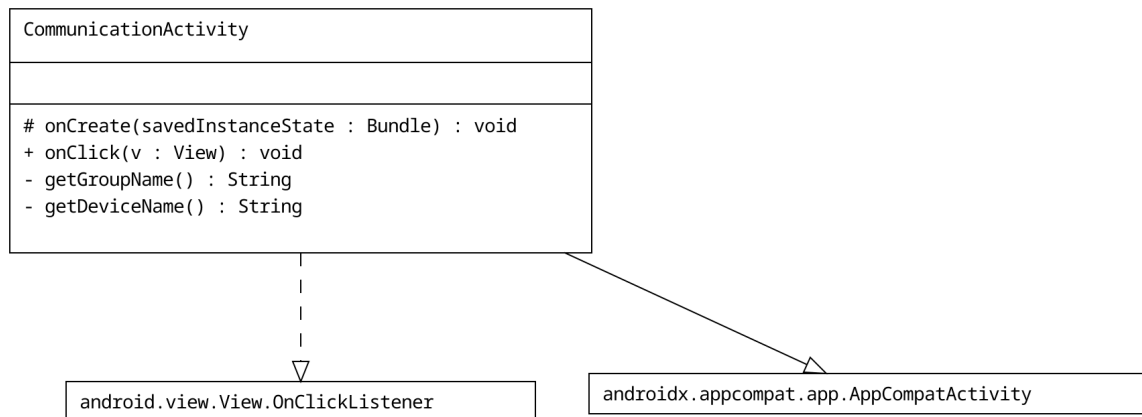 CommunicationActivity
# onCreate(savedInstanceState : Bundle) : void
+ onClick(v : View) : void
- getGroupName() : String
- getDeviceName() : String
android.view.View.OnClickListener
androidx.appcompat.app.AppCompatActivity